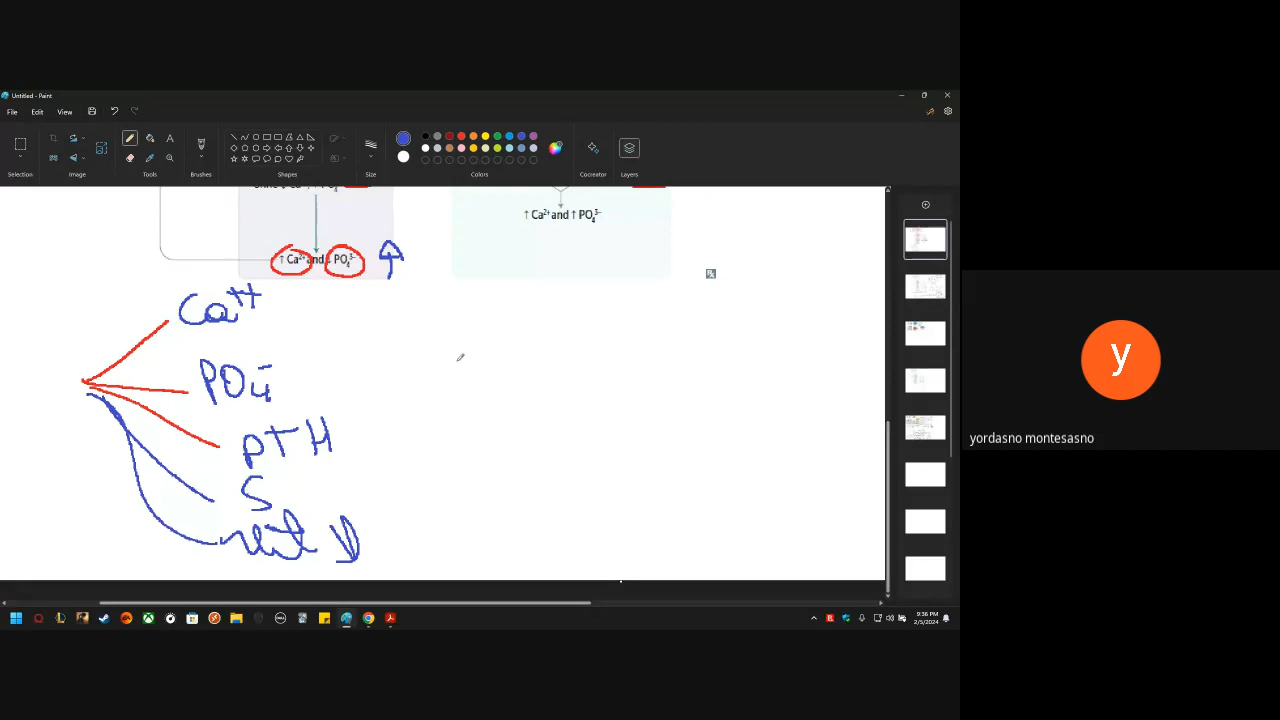 Untitled - Paint
File Edit View
Selection Image Tools Brushes Shapes Size Colors Cocreator Layers
↑ Ca²⁺ and ↑ PO₄³⁻
↑ Ca²⁺ and ↓ PO₄³⁻
Ca++
PO4-
PTH
S
vit D
y
yordasno montesasno
9:36 PM
2/5/2024